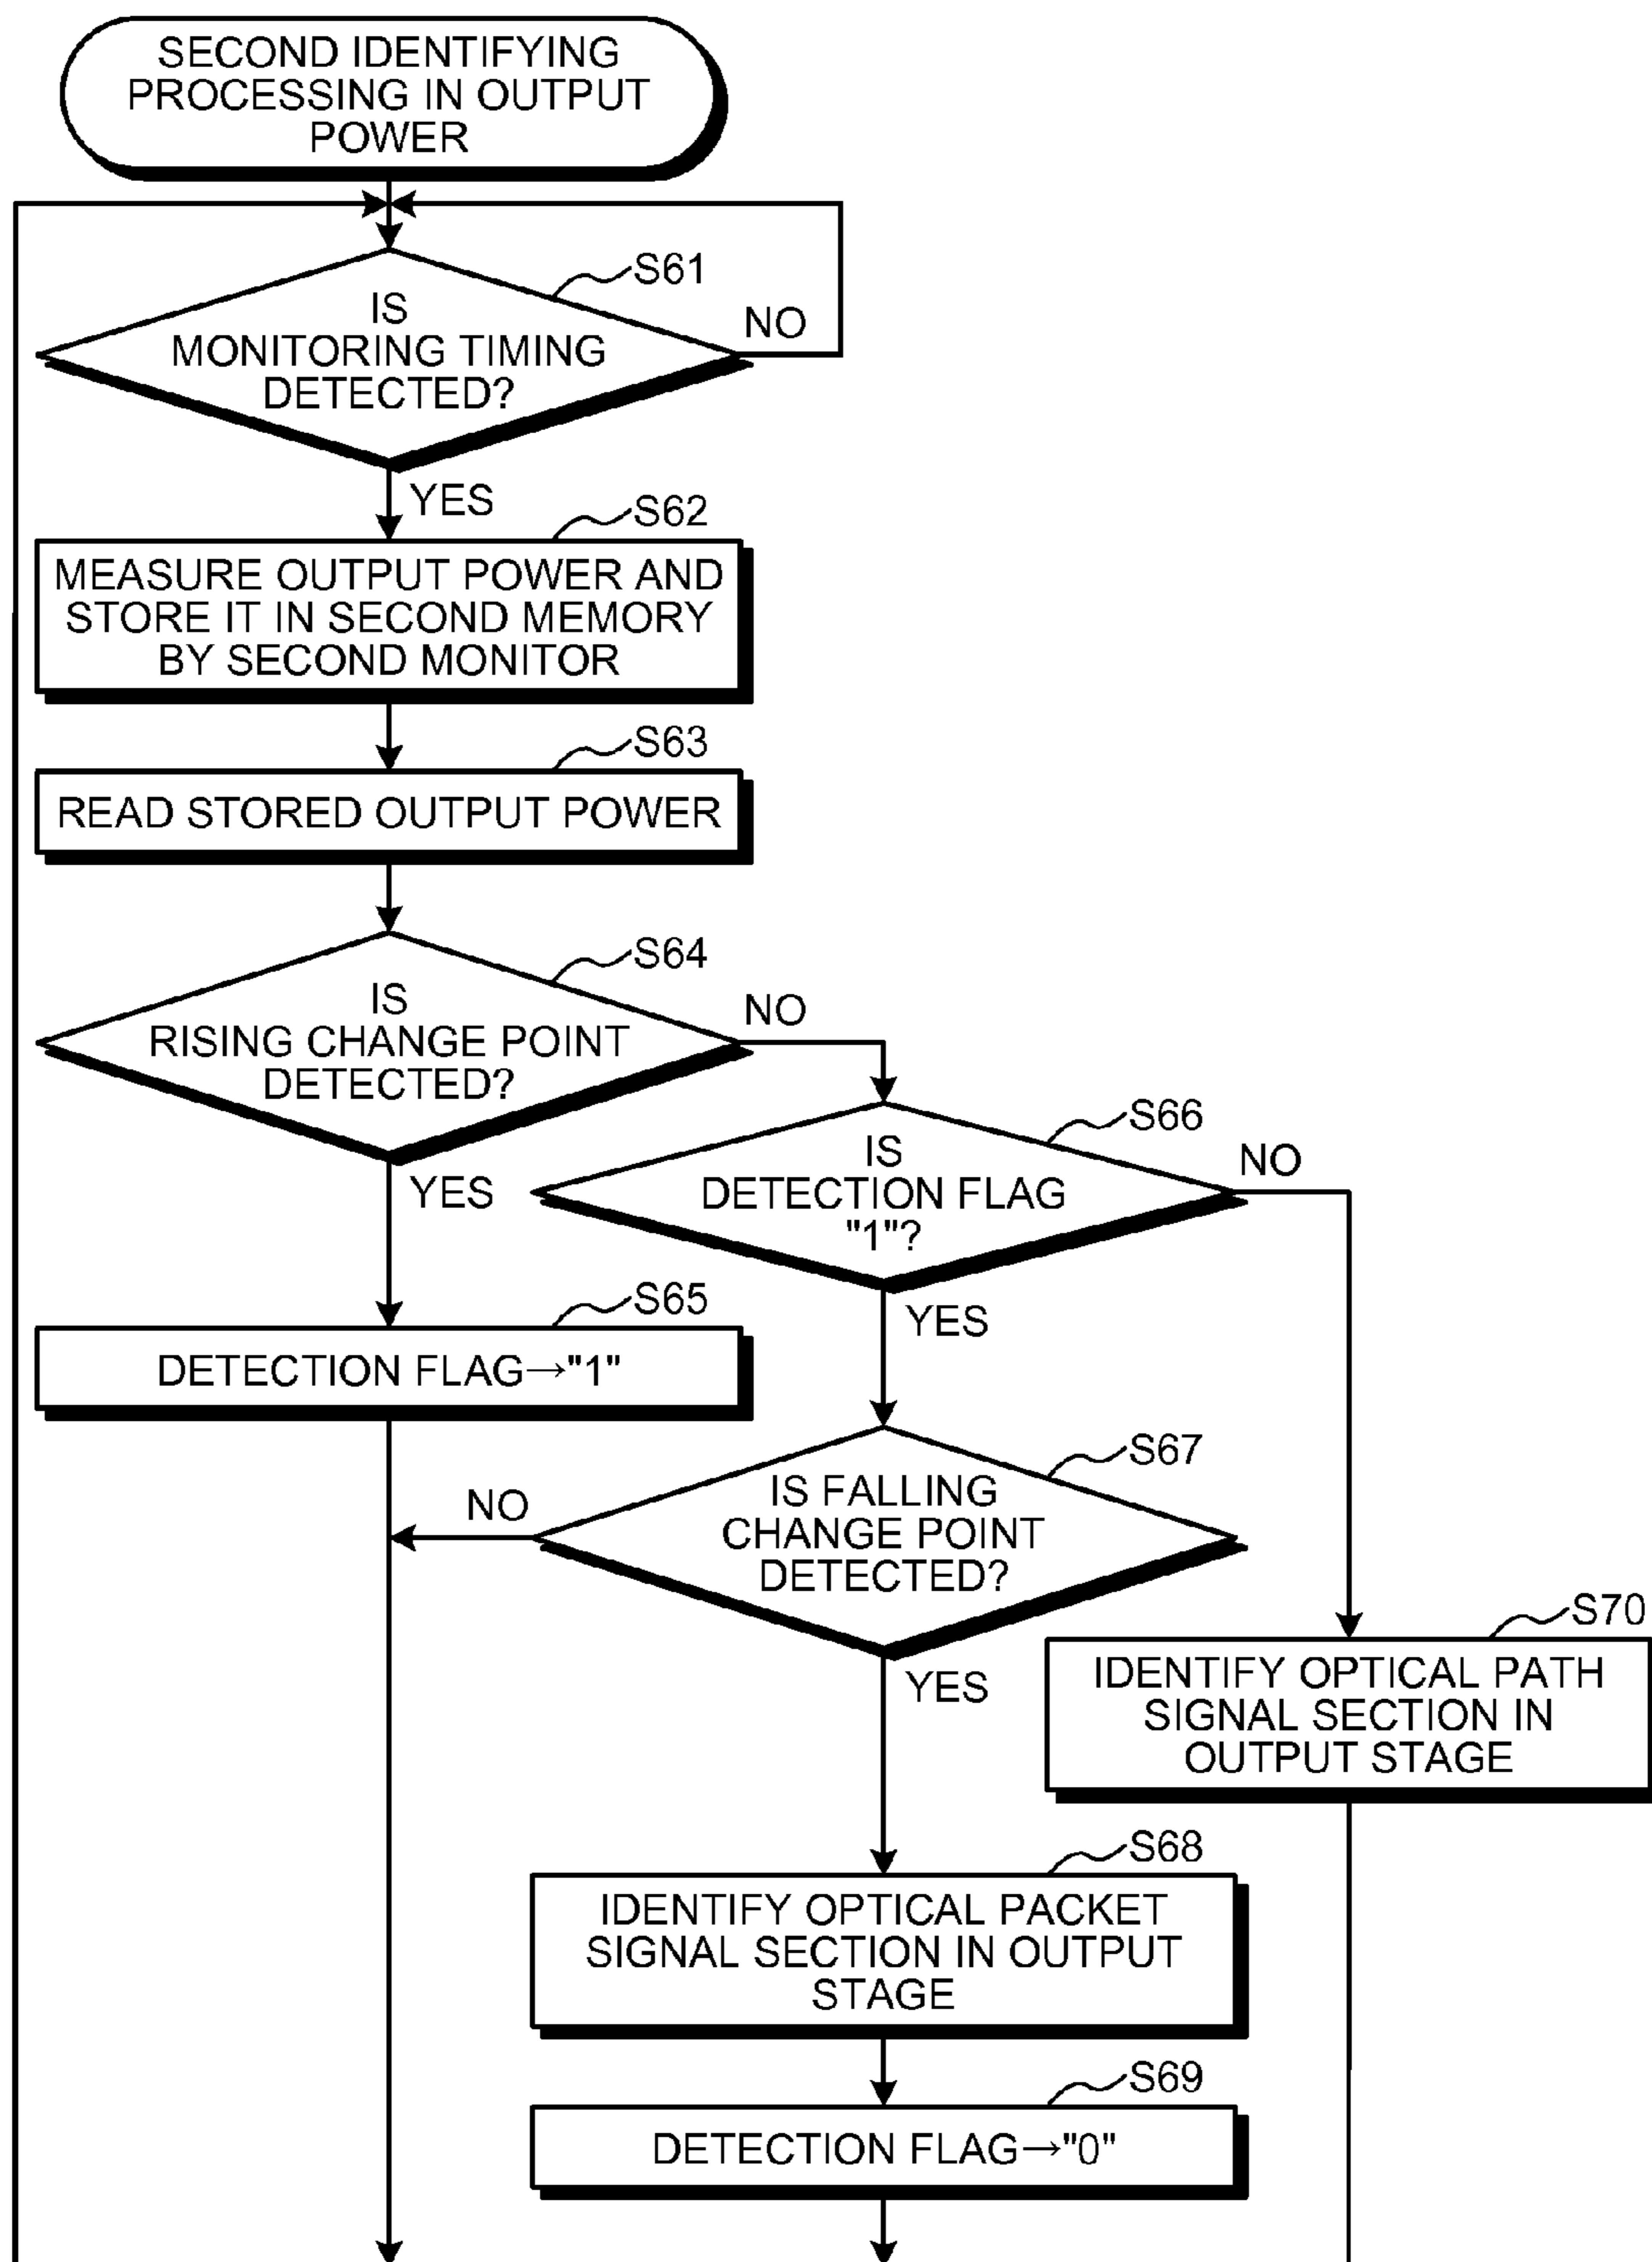 SECOND IDENTIFYING
PROCESSING IN OUTPUT
POWER
S61
IS
MONITORING TIMING
DETECTED?
NO
YES
S62
MEASURE OUTPUT POWER AND
STORE IT IN SECOND MEMORY
BY SECOND MONITOR
S63
READ STORED OUTPUT POWER
S64
IS
RISING CHANGE POINT
DETECTED?
NO
YES
S66
IS
DETECTION FLAG
"1"?
NO
YES
S65
DETECTION FLAG→"1"
S67
IS FALLING
CHANGE POINT
DETECTED?
NO
YES
S70
IDENTIFY OPTICAL PATH
SIGNAL SECTION IN
OUTPUT STAGE
S68
IDENTIFY OPTICAL PACKET
SIGNAL SECTION IN OUTPUT
STAGE
S69
DETECTION FLAG→"0"